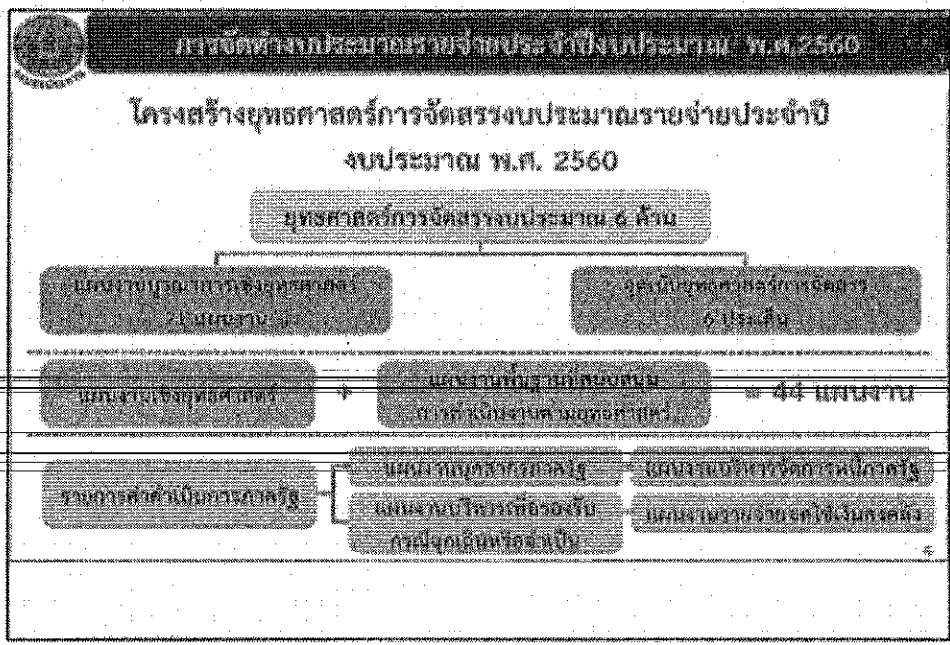 การจัดทำงบประมาณรายจ่ายประจำปีงบประมาณ พ.ศ.2560
โครงสร้างยุทธศาสตร์การจัดสรรงบประมาณรายจ่ายประจำปี
งบประมาณ พ.ศ. 2560
ยุทธศาสตร์การจัดสรรงบประมาณ 6 ด้าน
แผนงานบูรณาการเชิงยุทธศาสตร์
แผนงาน
จุดเน้นยุทธศาสตร์การจัดสรร
6 ประเด็น
แผนงานเชิงยุทธศาสตร์
+
แผนงานพื้นฐานที่สนับสนุน
การดำเนินงานตามยุทธศาสตร์
= 44 แผนงาน
รายการค่าดำเนินการภาครัฐ
แผนงานบุคลากรภาครัฐ
แผนงานบริหารจัดการหนี้ภาครัฐ
แผนงานบริหารเพื่อรองรับ
กรณีฉุกเฉินหรือจำเป็น
แผนงานรายจ่ายชดใช้เงินคงคลัง